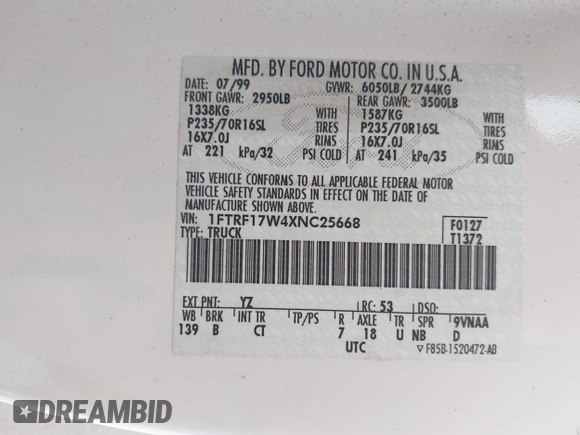 MFD. BY FORD MOTOR CO. IN U.S.A.
DATE: 07/99 GVWR: 6050LB/ 2744KG
FRONT GAWR: 2950LB REAR GAWR: 3500LB
1338KG WITH 1587KG WITH
P235/70R16SL TIRES P235/70R16SL TIRES
16X7.0J RIMS 16X7.0J RIMS
AT 221 kPa/32 PSI COLD AT 241 kPa/35 PSI COLD
THIS VEHICLE CONFORMS TO ALL APPLICABLE FEDERAL MOTOR
VEHICLE SAFETY STANDARDS IN EFFECT ON THE DATE OF
MANUFACTURE SHOWN ABOVE.
VIN: 1FTRF17W4XNC25668 F0127
TYPE: TRUCK T1372
EXT PNT: YZ RC: 53 DSO:
WB BRK INT TR TP/PS R AXLE TR SPR 9VNAA
139 B CT 7 18 U NB D
UTC ▽ F85B-1520472-AB
DREAMBID